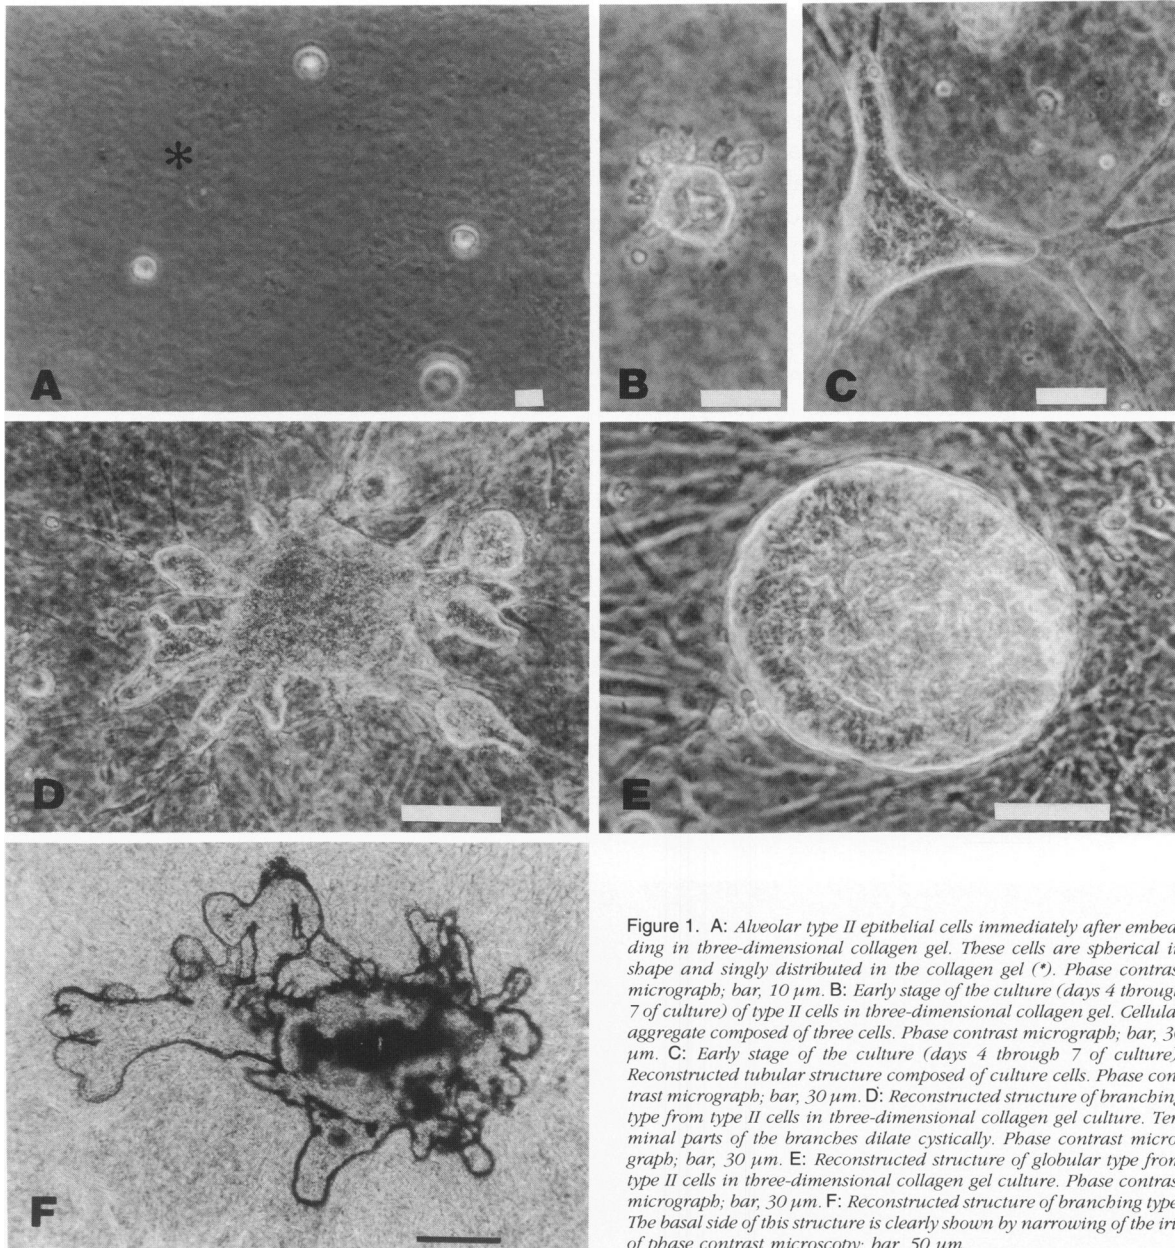 A
*
B
C
D
E
F
Figure 1. A: Alveolar type II epithelial cells immediately after embed
ding in three-dimensional collagen gel. These cells are spherical i
shape and singly distributed in the collagen gel (*). Phase contras
micrograph; bar, 10 µm. B: Early stage of the culture (days 4 through
7 of culture) of type II cells in three-dimensional collagen gel. Cellula
aggregate composed of three cells. Phase contrast micrograph; bar, 3
µm. C: Early stage of the culture (days 4 through 7 of culture)
Reconstructed tubular structure composed of culture cells. Phase con
trast micrograph; bar, 30 µm. D: Reconstructed structure of branching
type from type II cells in three-dimensional collagen gel culture. Ter
minal parts of the branches dilate cystically. Phase contrast micro
graph; bar, 30 µm. E: Reconstructed structure of globular type from
type II cells in three-dimensional collagen gel culture. Phase contras
micrograph; bar, 30 µm. F: Reconstructed structure of branching type
The basal side of this structure is clearly shown by narrowing of the iri
of phase contrast microscopy; bar, 50 µm